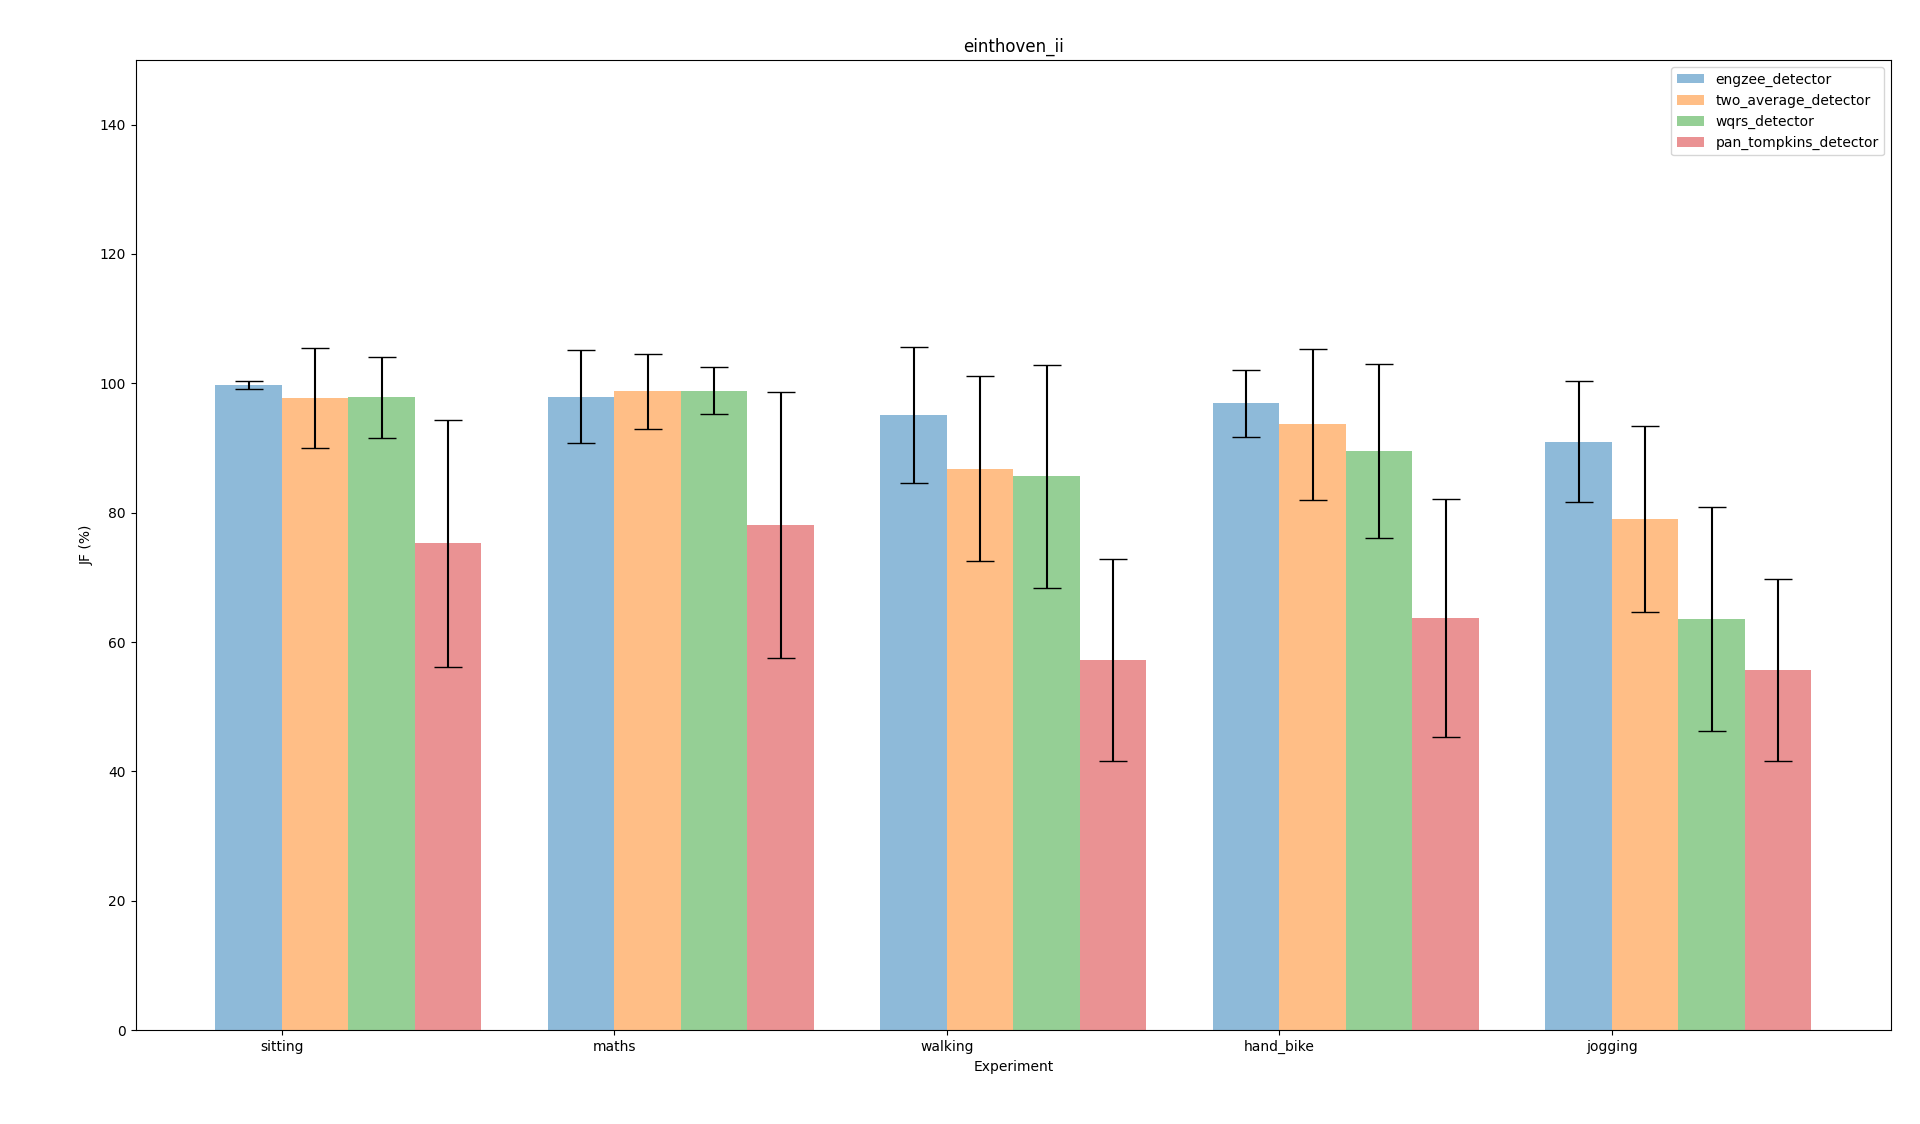 einthoven_ii
engzee_detector
two_average_detector
wqrs_detector
pan_tompkins_detector
140
120
100
80
60
40
20
0
JF (%)
sitting maths walking hand_bike jogging
Experiment